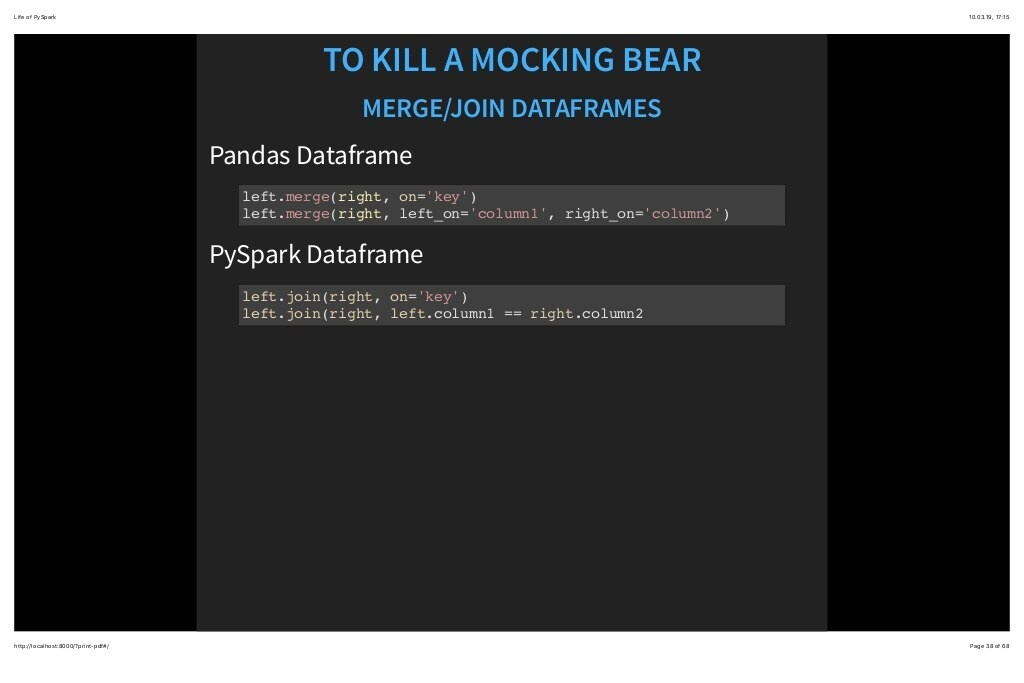 Life of PySpark
10.03.19, 17:15
TO KILL A MOCKING BEAR
MERGE/JOIN DATAFRAMES
Pandas Dataframe
left.merge(right, on='key')
left.merge(right, left_on='column1', right_on='column2')
PySpark Dataframe
left.join(right, on='key')
left.join(right, left.column1 == right.column2
http://localhost:8000/?print-pdf#/
Page 38 of 68